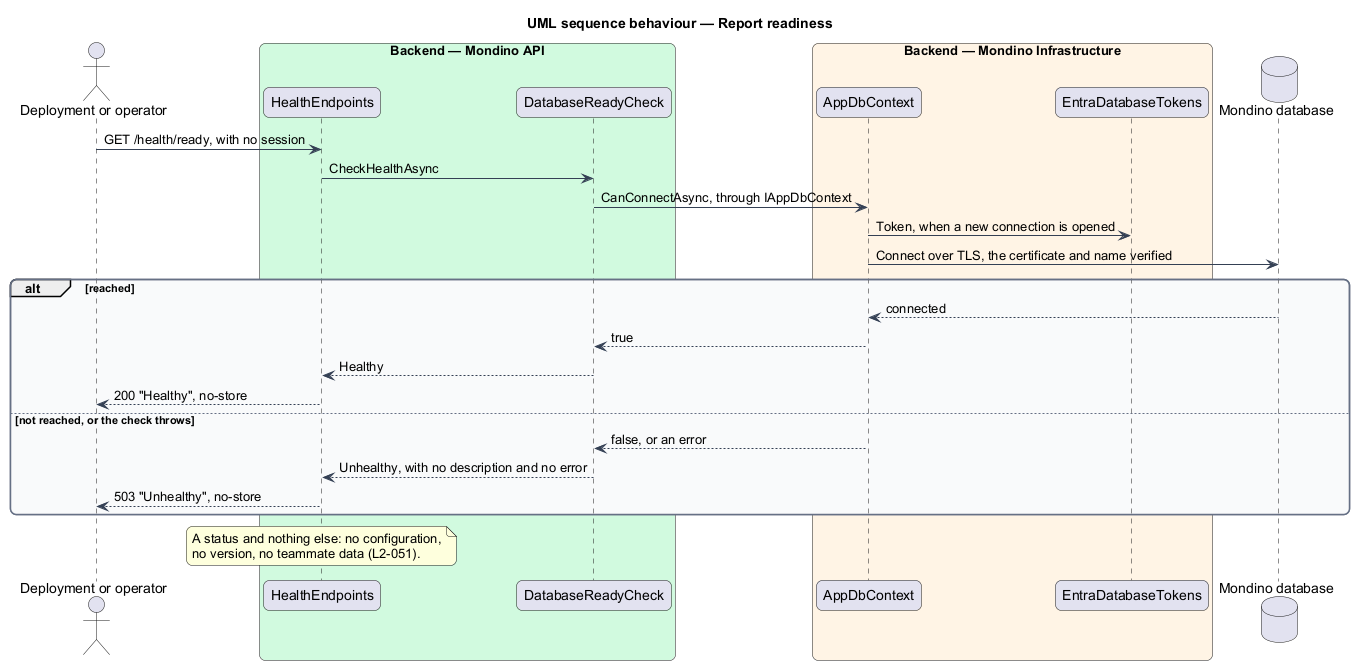 UML sequence behaviour — Report readiness
Backend — Mondino API
Backend — Mondino Infrastructure
Deployment or operator
HealthEndpoints
DatabaseReadyCheck
AppDbContext
EntraDatabaseTokens
Mondino database
GET /health/ready, with no session
CheckHealthAsync
CanConnectAsync, through IAppDbContext
Token, when a new connection is opened
Connect over TLS, the certificate and name verified
alt
[reached]
connected
true
Healthy
200 "Healthy", no-store
[not reached, or the check throws]
false, or an error
Unhealthy, with no description and no error
503 "Unhealthy", no-store
A status and nothing else: no configuration,
no version, no teammate data (L2-051).
Deployment or operator
HealthEndpoints
DatabaseReadyCheck
AppDbContext
EntraDatabaseTokens
Mondino database